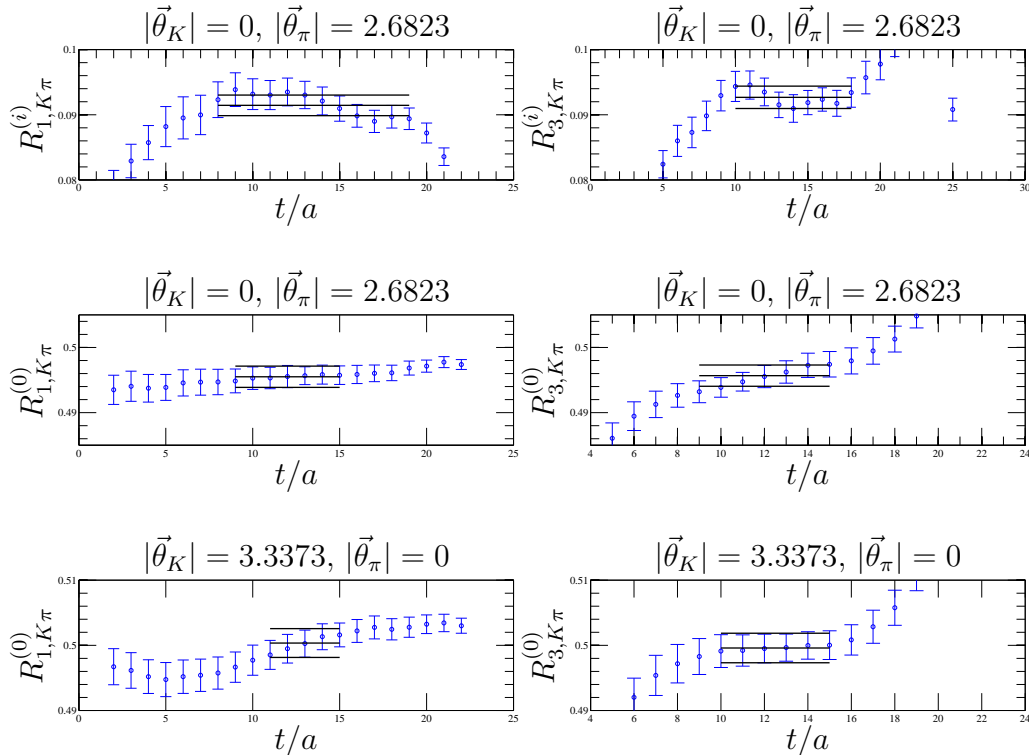 |θ⃗_K| = 0, |θ⃗_π| = 2.6823
R^{(i)}_{1,Kπ}
0.1
0.09
0.08
0 5 10 15 20 25
t/a
|θ⃗_K| = 0, |θ⃗_π| = 2.6823
R^{(i)}_{3,Kπ}
0.1
0.09
0.08
0 5 10 15 20 25 30
t/a
|θ⃗_K| = 0, |θ⃗_π| = 2.6823
R^{(0)}_{1,Kπ}
0.5
0.49
0 5 10 15 20 25
t/a
|θ⃗_K| = 0, |θ⃗_π| = 2.6823
R^{(0)}_{3,Kπ}
0.5
0.49
4 6 8 10 12 14 16 18 20 22 24
t/a
|θ⃗_K| = 3.3373, |θ⃗_π| = 0
R^{(0)}_{1,Kπ}
0.51
0.5
0.49
0 5 10 15 20 25
t/a
|θ⃗_K| = 3.3373, |θ⃗_π| = 0
R^{(0)}_{3,Kπ}
0.51
0.5
0.49
4 6 8 10 12 14 16 18 20 22 24
t/a